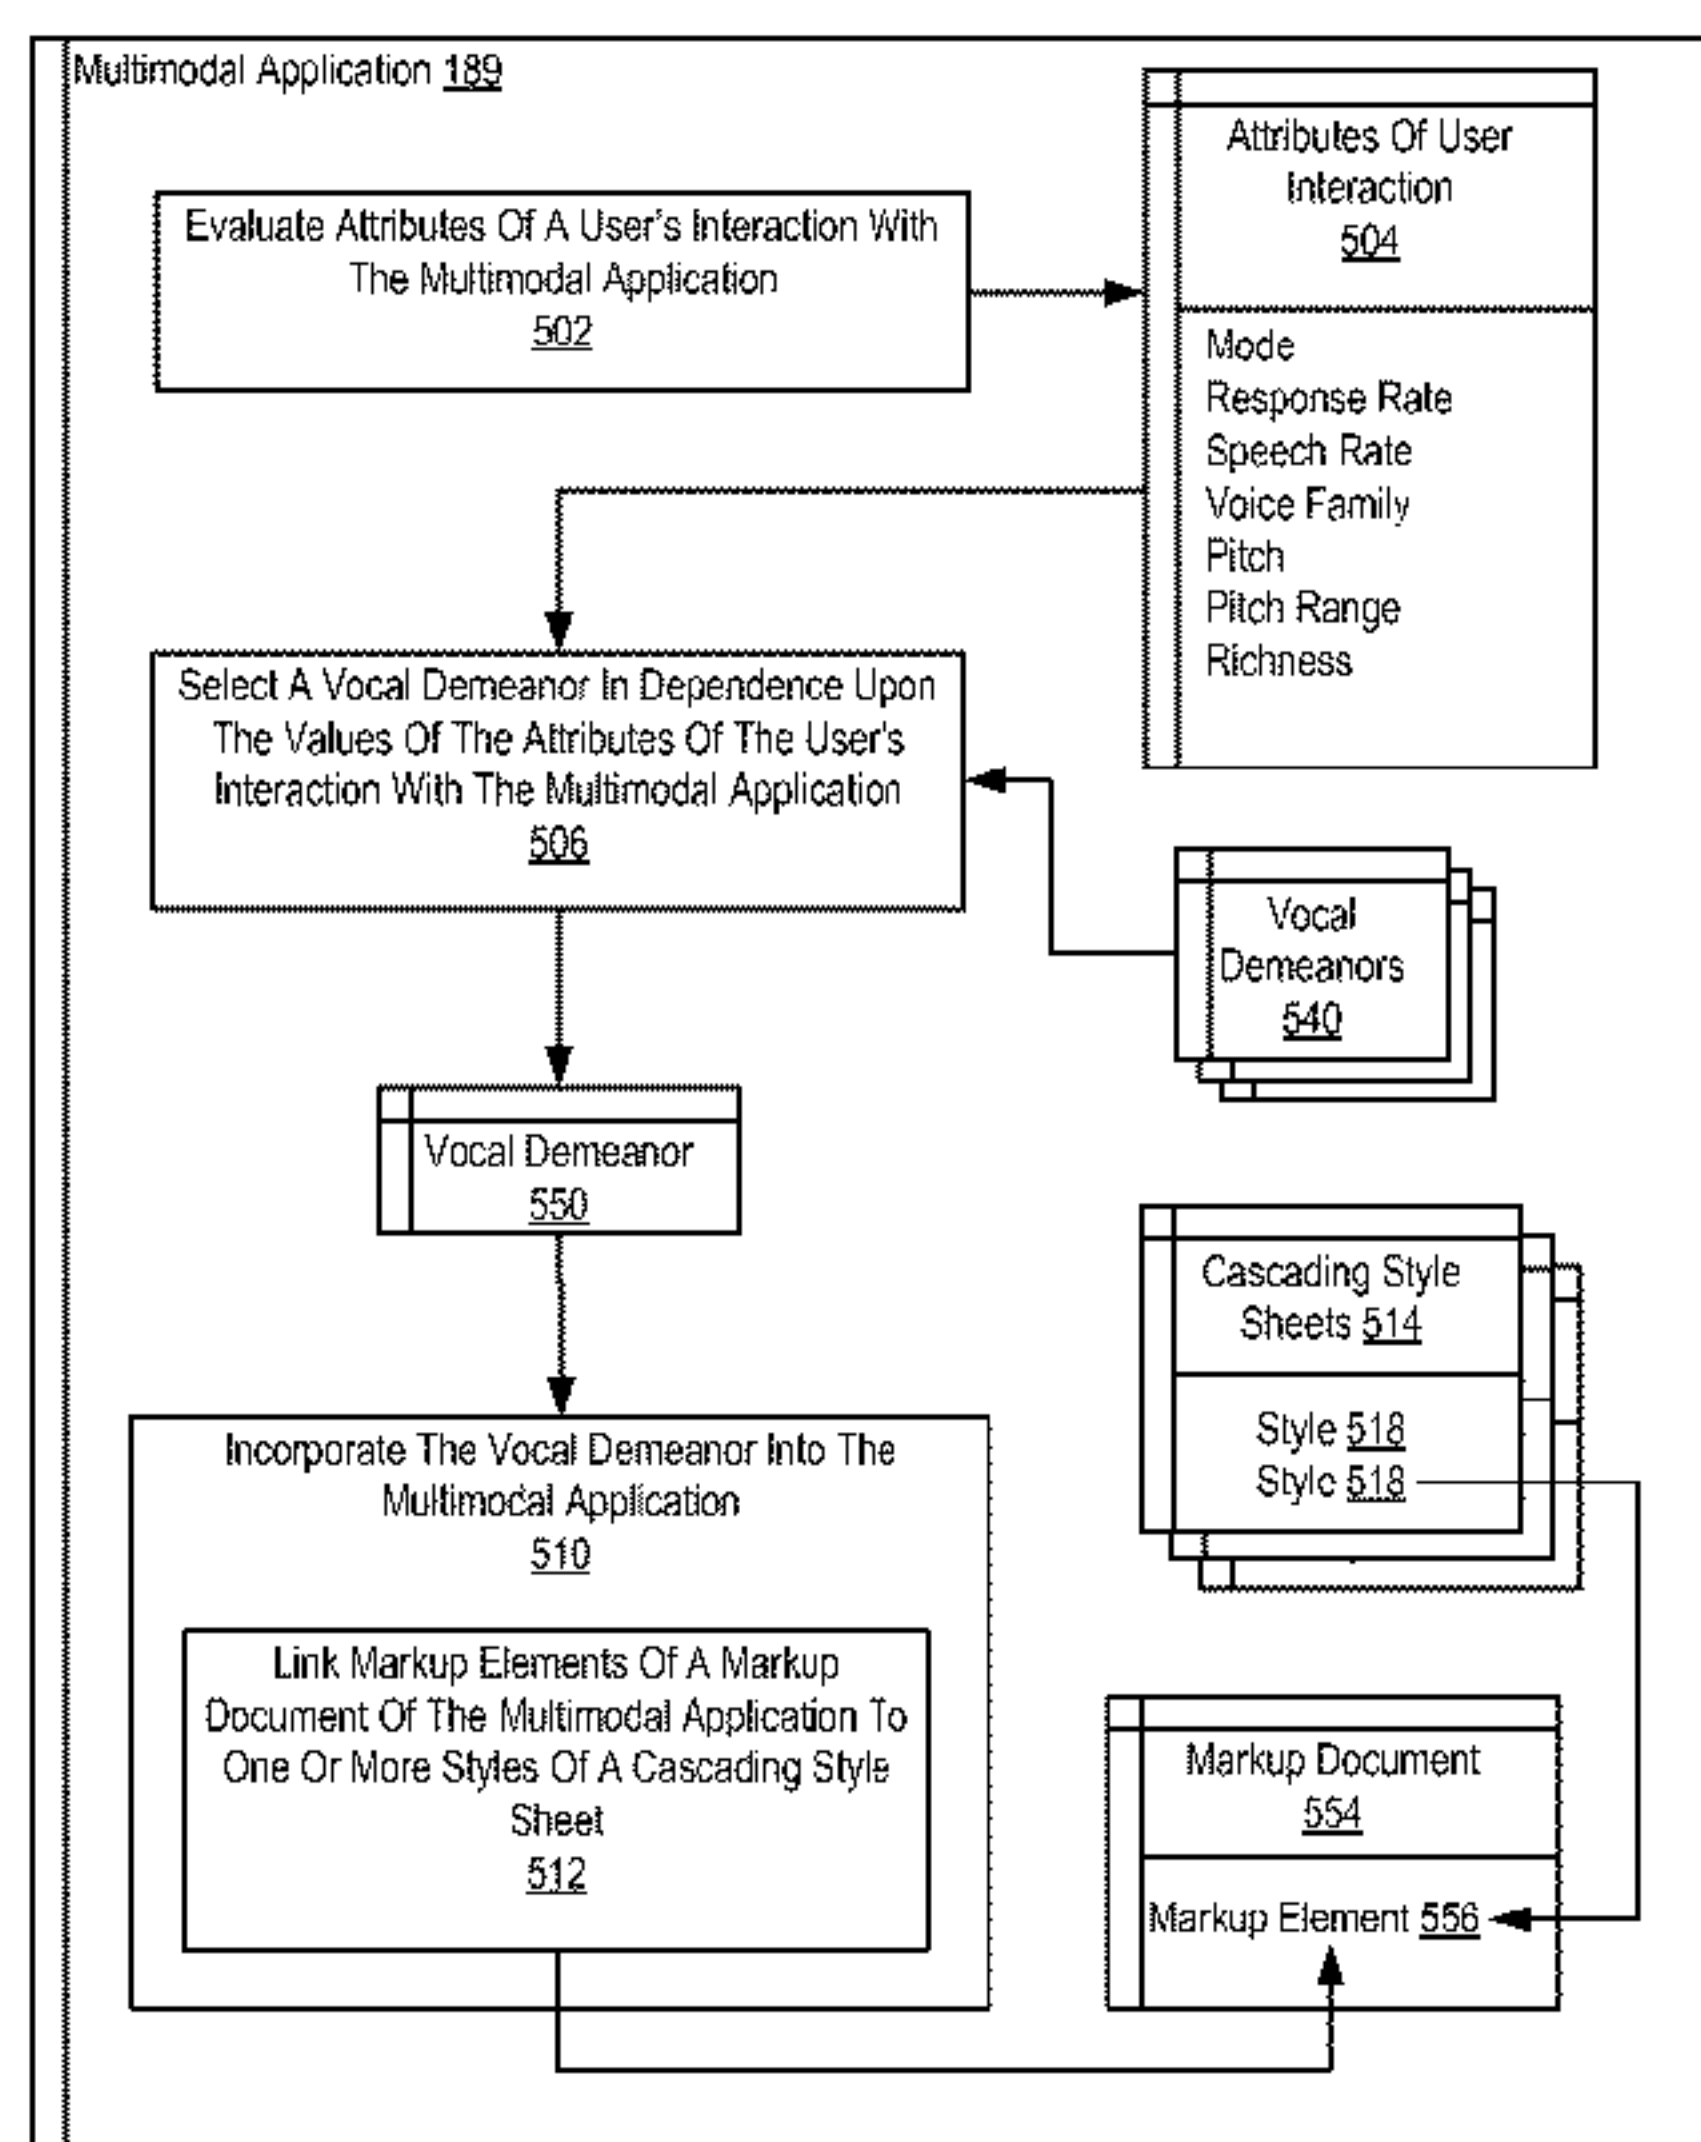 Multimodal Application 189
Evaluate Attributes Of A User's Interaction With
The Multimodal Application
502
Attributes Of User
Interaction
504
Mode
Response Rate
Speech Rate
Voice Family
Pitch
Pitch Range
Richness
Select A Vocal Demeanor In Dependence Upon
The Values Of The Attributes Of The User's
Interaction With The Multimodal Application
506
Vocal
Demeanors
540
Vocal Demeanor
550
Cascading Style
Sheets 514
Style 518
Style 518
Incorporate The Vocal Demeanor Into The
Multimodal Application
510
Link Markup Elements Of A Markup
Document Of The Multimodal Application To
One Or More Styles Of A Cascading Style
Sheet
512
Markup Document
554
Markup Element 556